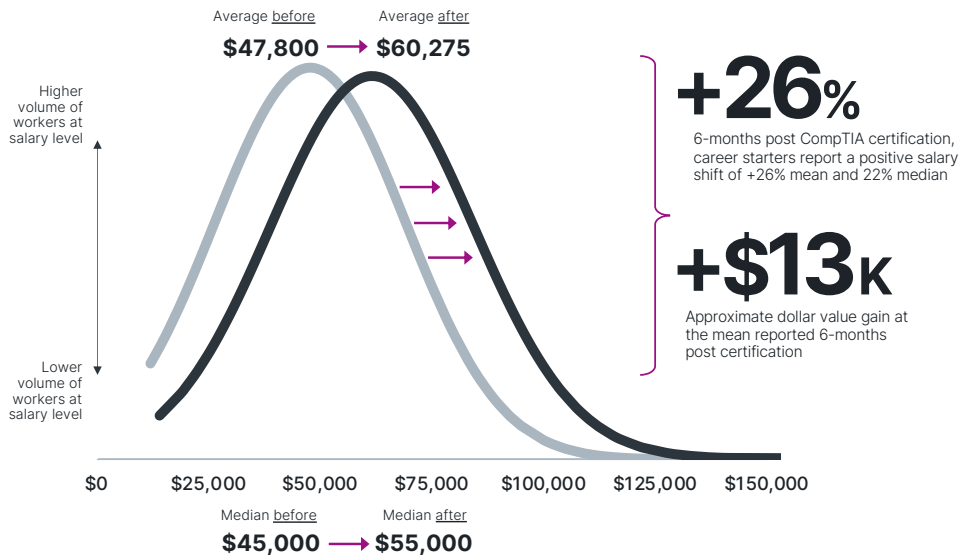 Average before
Average after
$47,800
$60,275
Higher
volume of
workers at
salary level
Lower
volume of
workers at
salary level
+26%
6-months post CompTIA certification,
career starters report a positive salary
shift of +26% mean and 22% median
+$13K
Approximate dollar value gain at
the mean reported 6-months
post certification
$0
$25,000
$50,000
$75,000
$100,000
$125,000
$150,000
Median before
Median after
$45,000
$55,000